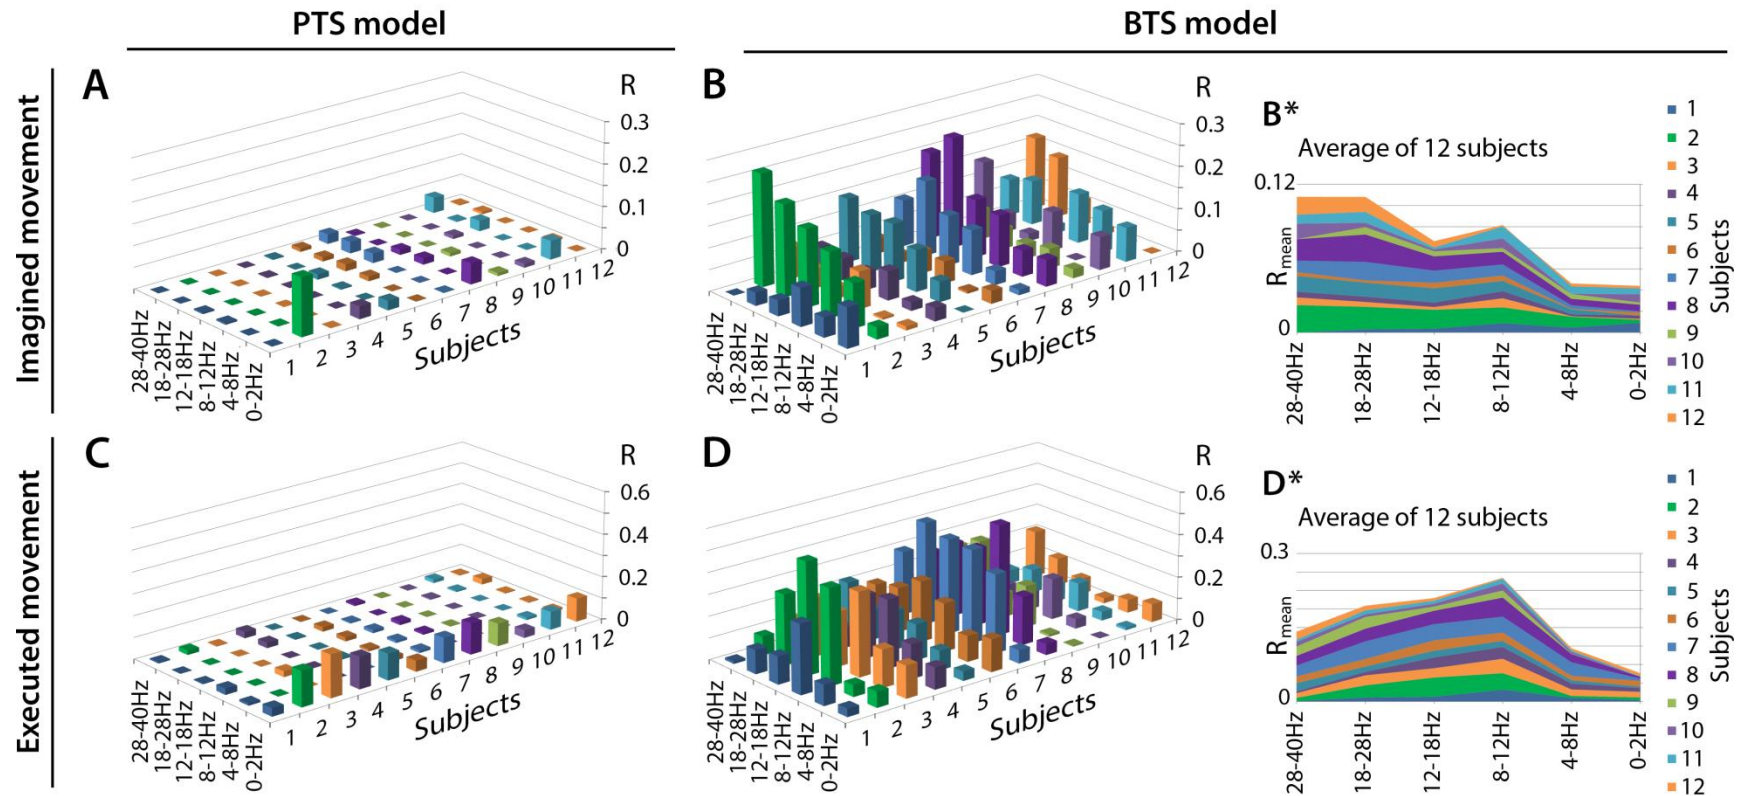 PTS model
BTS model
Imagined movement
A
R
0.3
0.2
0.1
0
28-40Hz
18-28Hz
12-18Hz
8-12Hz
4-8Hz
0-2Hz
1 2 3 4 5 6 7 8 9 10 11 12
Subjects
B
R
0.3
0.2
0.1
0
28-40Hz
18-28Hz
12-18Hz
8-12Hz
4-8Hz
0-2Hz
1 2 3 4 5 6 7 8 9 10 11 12
Subjects
B*
Average of 12 subjects
0.12
Rmean
0
28-40Hz
18-28Hz
12-18Hz
8-12Hz
4-8Hz
0-2Hz
Subjects
1
2
3
4
5
6
7
8
9
10
11
12
Executed movement
C
R
0.6
0.4
0.2
0
28-40Hz
18-28Hz
12-18Hz
8-12Hz
4-8Hz
0-2Hz
1 2 3 4 5 6 7 8 9 10 11 12
Subjects
D
R
0.6
0.4
0.2
0
28-40Hz
18-28Hz
12-18Hz
8-12Hz
4-8Hz
0-2Hz
1 2 3 4 5 6 7 8 9 10 11 12
Subjects
D*
Average of 12 subjects
0.3
Rmean
0
28-40Hz
18-28Hz
12-18Hz
8-12Hz
4-8Hz
0-2Hz
Subjects
1
2
3
4
5
6
7
8
9
10
11
12